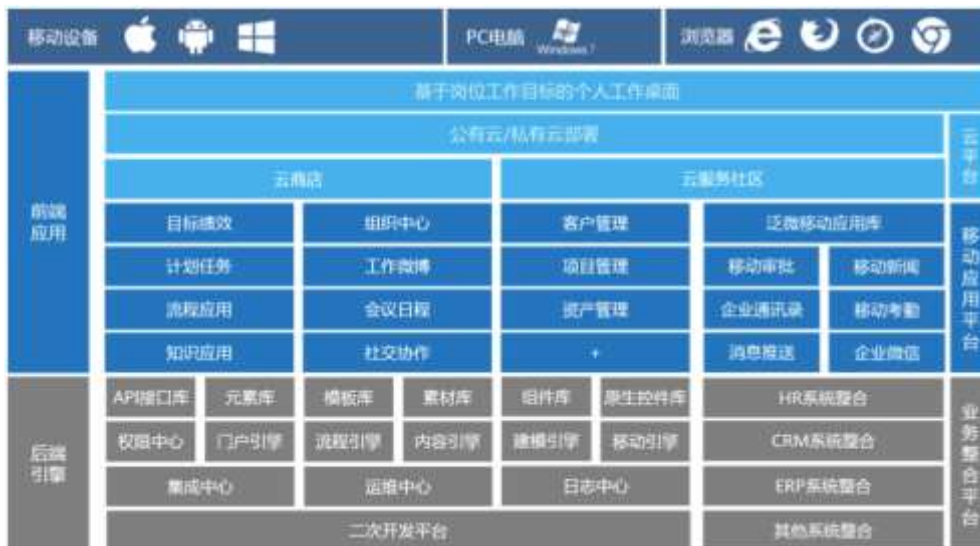 移动设备
PC电脑
Windows 7
浏览器
基于岗位工作目标的个人工作桌面
公有云/私有云部署
云商店
云服务社区
云平台
前端
应用
目标绩效
组织中心
客户管理
泛微移动应用库
计划任务
工作微博
项目管理
移动审批
移动新闻
流程应用
会议日程
资产管理
企业通讯录
移动考勤
知识应用
社交协作
+
消息推送
企业微信
移动应用平台
后端
引擎
API接口库
元素库
模板库
素材库
组件库
原生控件库
HR系统整合
权限中心
门户引擎
流程引擎
内容引擎
建模引擎
移动引擎
CRM系统整合
集成中心
运维中心
日志中心
ERP系统整合
二次开发平台
其他系统整合
业务整合平台